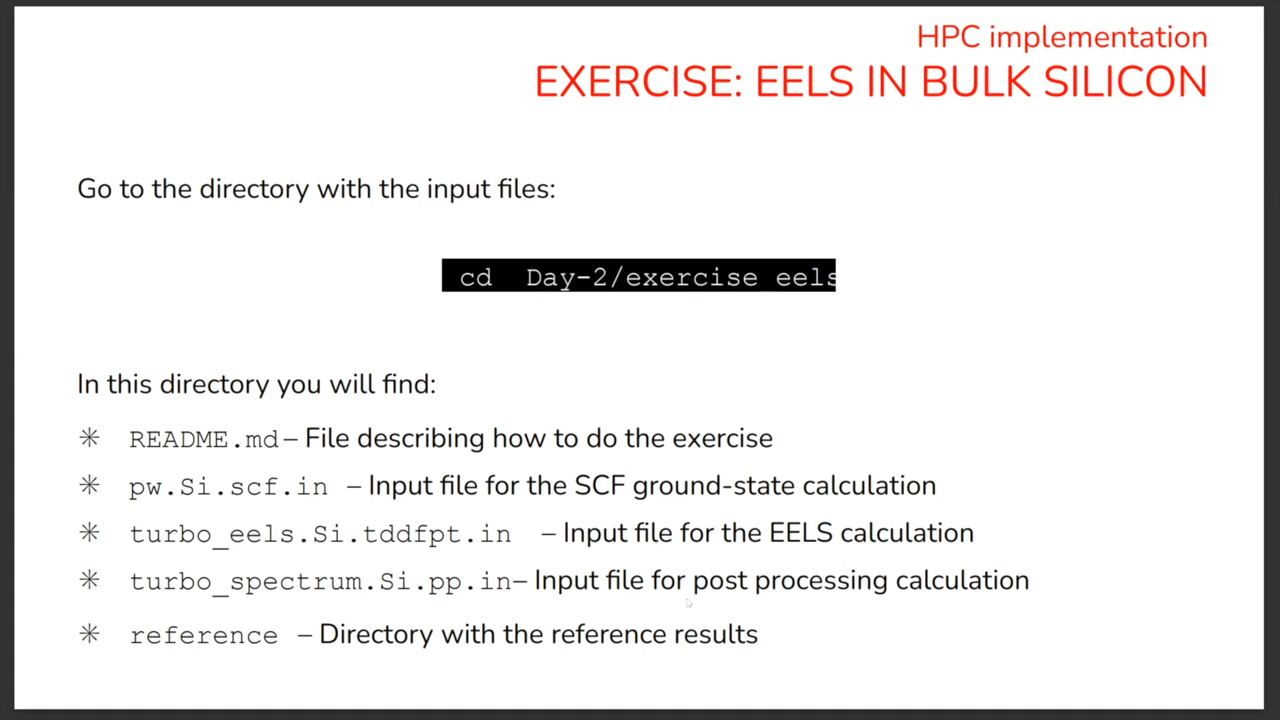 HPC implementation
EXERCISE: EELS IN BULK SILICON
Go to the directory with the input files:
cd Day-2/exercise eels
In this directory you will find:
✳ README.md – File describing how to do the exercise
✳ pw.Si.scf.in – Input file for the SCF ground-state calculation
✳ turbo_eels.Si.tddfpt.in – Input file for the EELS calculation
✳ turbo_spectrum.Si.pp.in – Input file for post processing calculation
✳ reference – Directory with the reference results